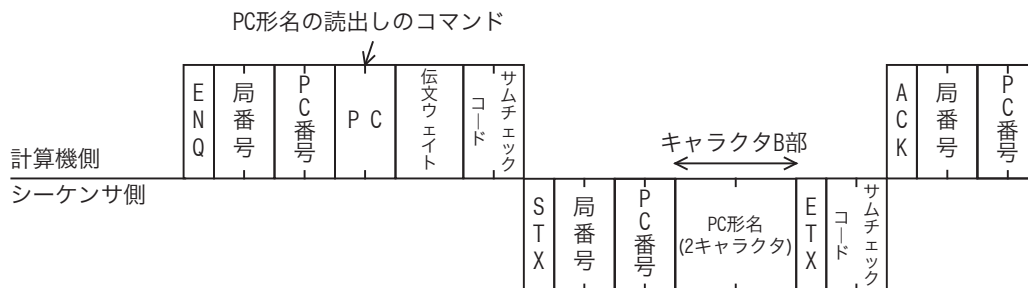 PC形名の読出しのコマンド
ENQ
局番号
PC番号
PC
伝文ウェイト
サムチェック
コード
計算機側
シーケンサ側
STX
局番号
PC番号
キャラクタB部
PC形名
(2キャラクタ)
ETX
サムチェック
コード
ACK
局番号
PC番号